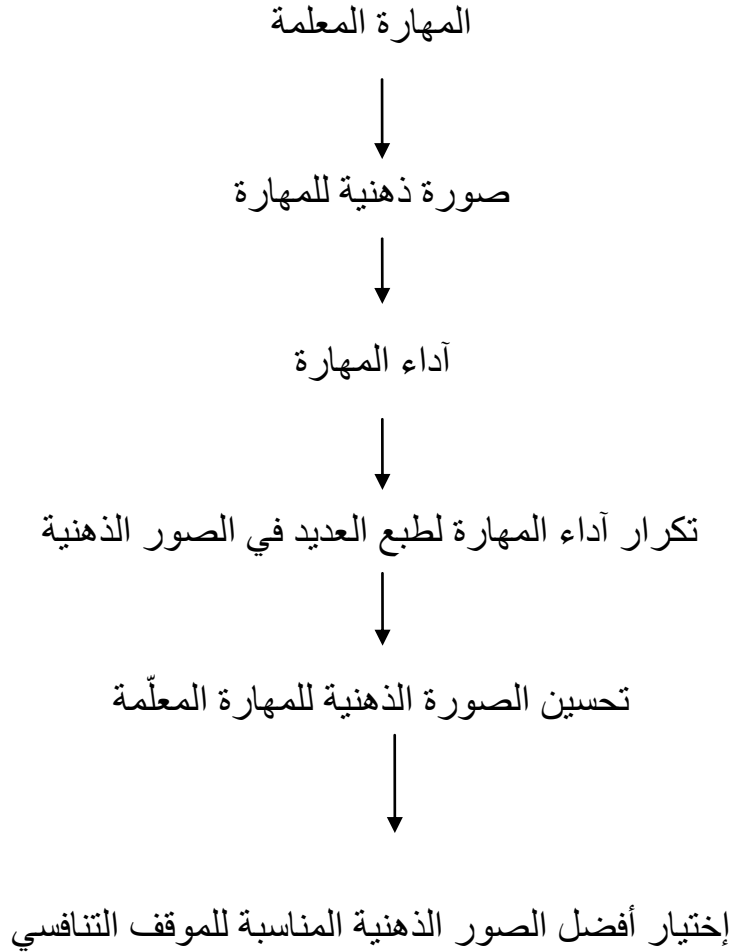 المهارة المعلمة
صورة ذهنية للمهارة
آداء المهارة
تكرار آداء المهارة لطبع العديد في الصور الذهنية
تحسين الصورة الذهنية للمهارة المعلّمة
إختيار أفضل الصور الذهنية المناسبة للموقف التنافسي